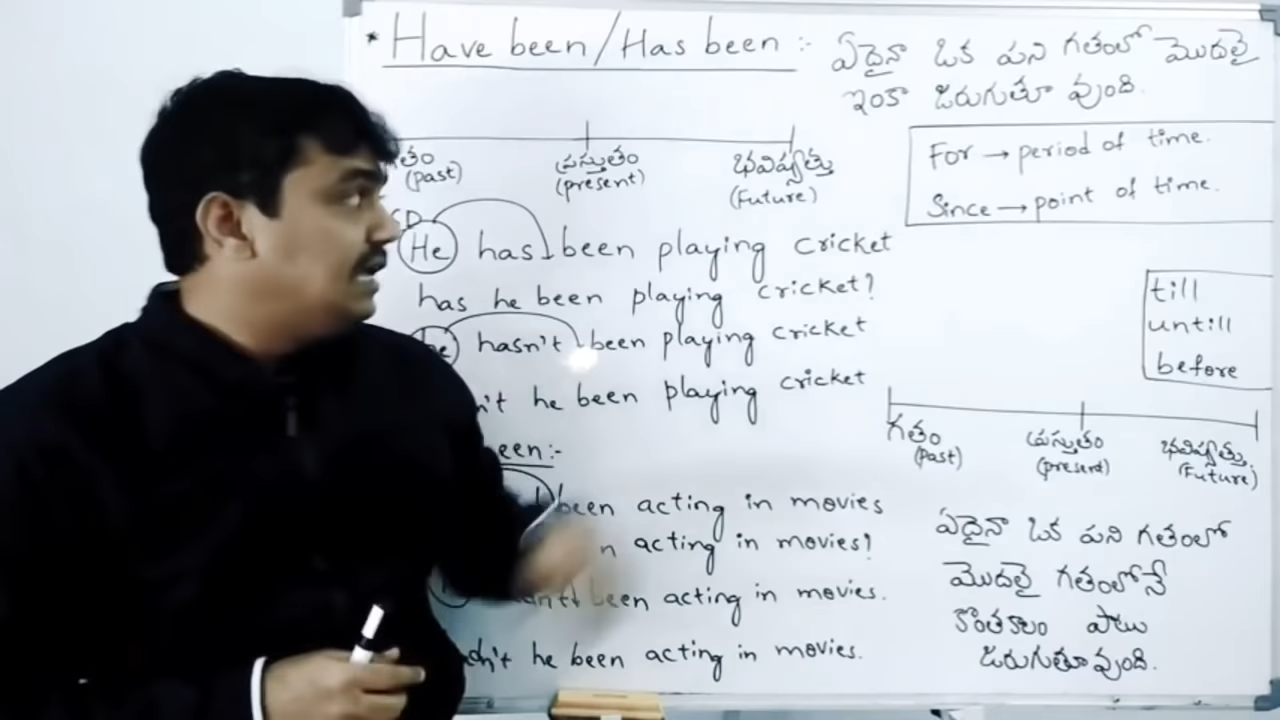 * Have been / Has been :- ఏదైనా ఒక పని గతంలో మొదలై
ఇంకా జరుగుతూ వుంది.
For → period of time.
Since → point of time.
(past)
ప్రస్తుతం
(present)
భవిష్యత్తు
(Future)
He has been playing cricket
has he been playing cricket?
hasn't been playing cricket
he been playing cricket
till
until
before
గతం
(past)
ప్రస్తుతం
(present)
భవిష్యత్తు
(Future)
been acting in movies
acting in movies?
been acting in movies.
he been acting in movies.
ఏదైనా ఒక పని గతంలో
మొదలై గతంలోనే
కొంతకాలం పాటు
జరుగుతూ వుంది.